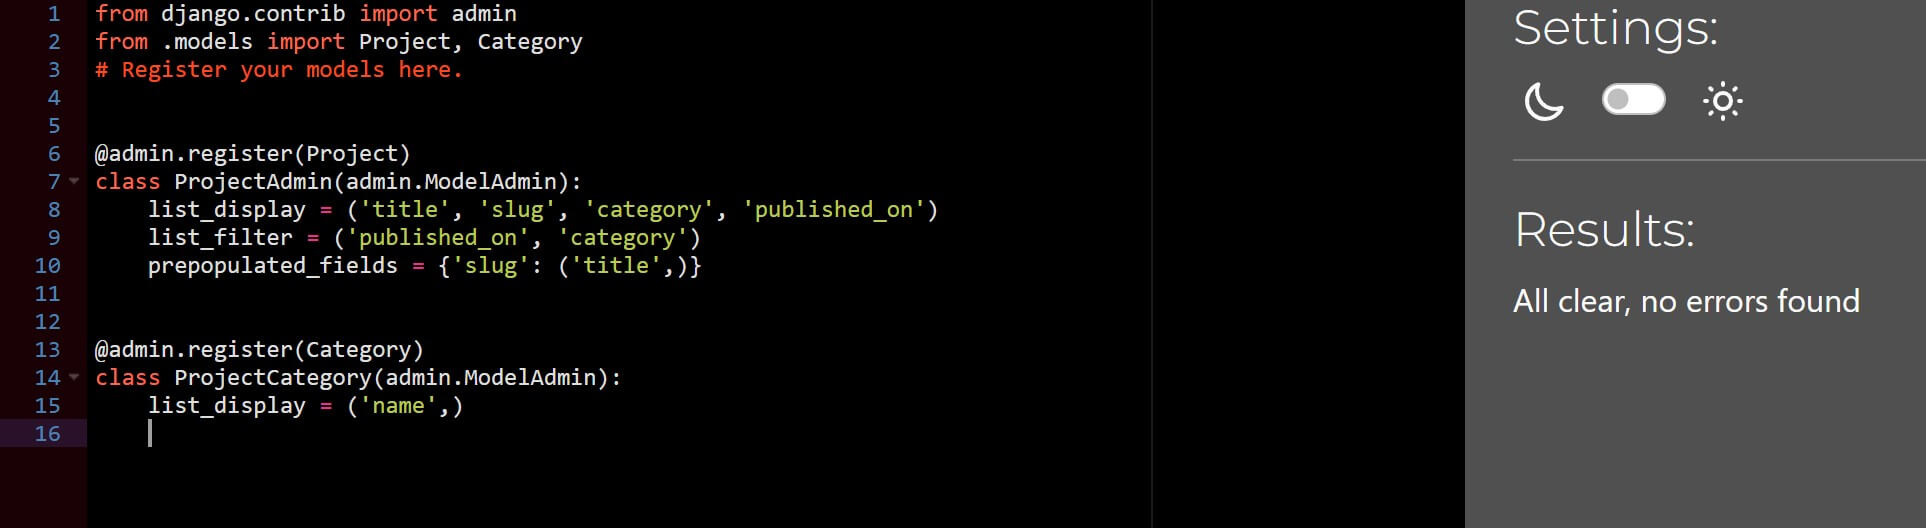 1 from django.contrib import admin
2 from .models import Project, Category
3 # Register your models here.
4
5
6 @admin.register(Project)
7 class ProjectAdmin(admin.ModelAdmin):
8     list_display = ('title', 'slug', 'category', 'published_on')
9     list_filter = ('published_on', 'category')
10     prepopulated_fields = {'slug': ('title',)}
11
12
13 @admin.register(Category)
14 class ProjectCategory(admin.ModelAdmin):
15     list_display = ('name',)
16
Settings:
Results:
All clear, no errors found